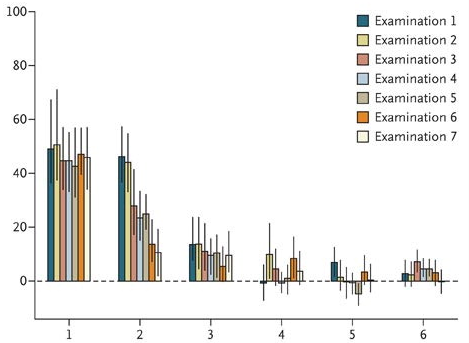 100
80
60
40
20
0
1 2 3 4 5 6
Examination 1
Examination 2
Examination 3
Examination 4
Examination 5
Examination 6
Examination 7